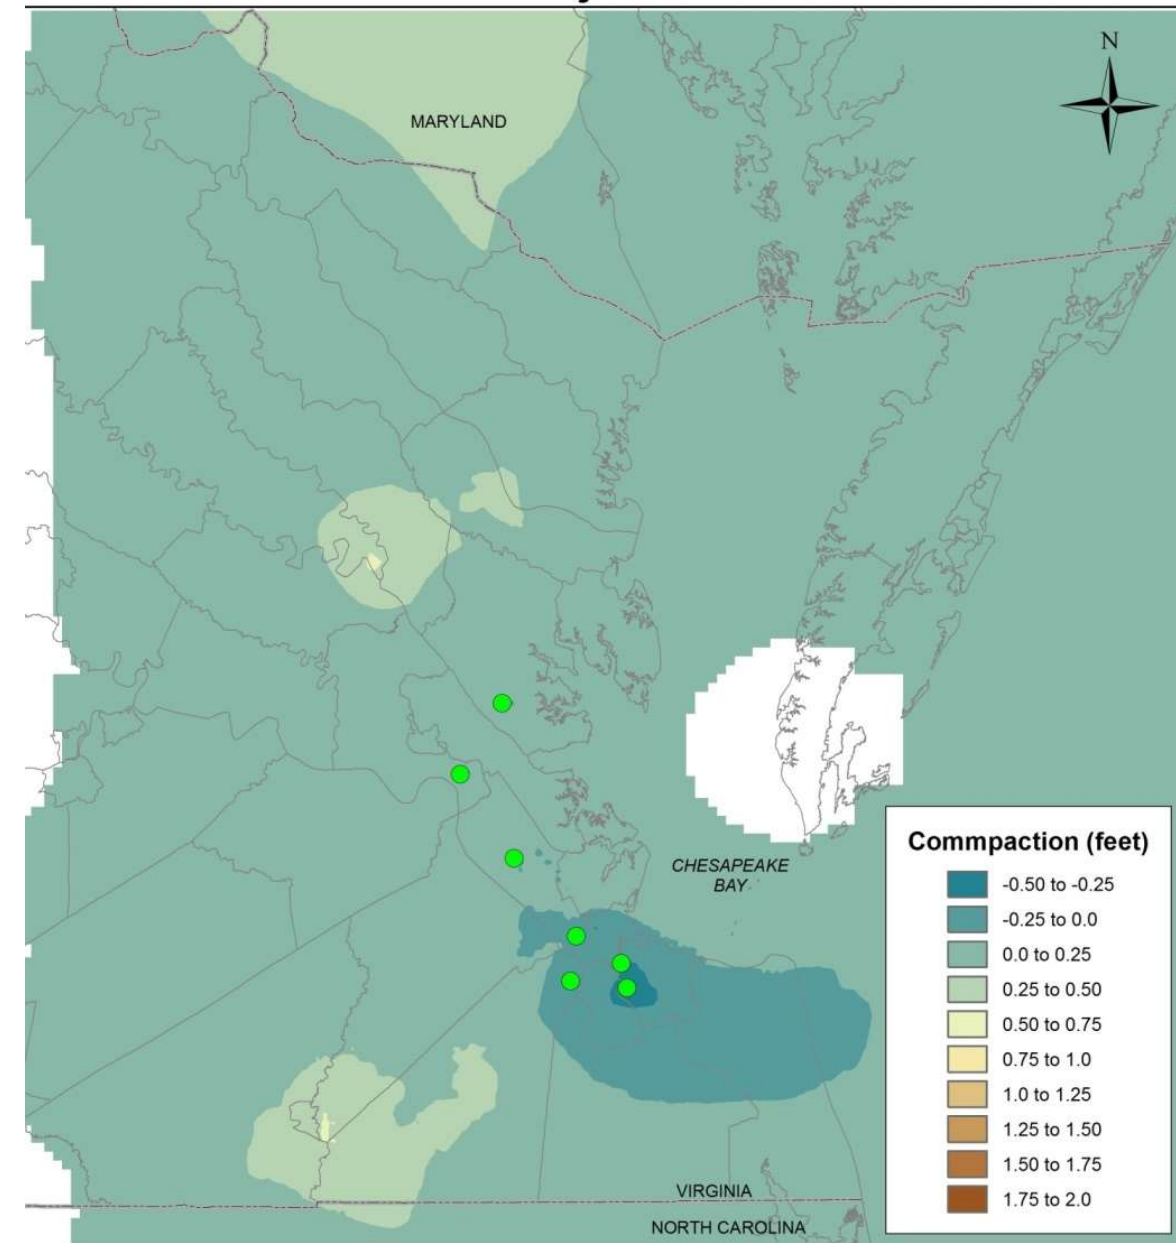 N
MARYLAND
CHESAPEAKE
BAY
Commpaction (feet)
-0.50 to -0.25
-0.25 to 0.0
0.0 to 0.25
0.25 to 0.50
0.50 to 0.75
0.75 to 1.0
1.0 to 1.25
1.25 to 1.50
1.50 to 1.75
1.75 to 2.0
VIRGINIA
NORTH CAROLINA